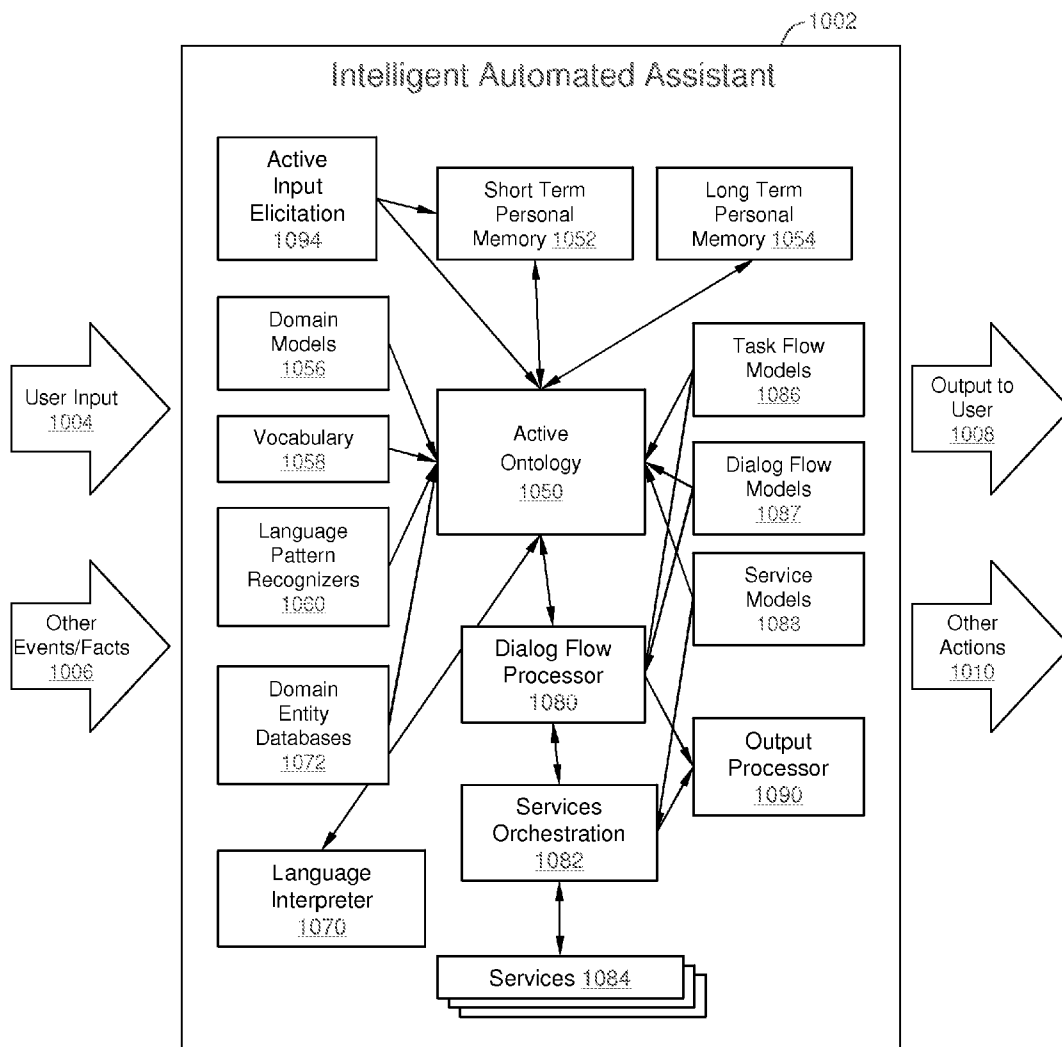 1002
Intelligent Automated Assistant
Active
Input
Elicitation
1094
Short Term
Personal
Memory 1052
Long Term
Personal
Memory 1054
Domain
Models
1056
Vocabulary
1058
Language
Pattern
Recognizers
1060
Domain
Entity
Databases
1072
Language
Interpreter
1070
Active
Ontology
1050
Dialog Flow
Processor
1080
Services
Orchestration
1082
Services 1084
Task Flow
Models
1086
Dialog Flow
Models
1087
Service
Models
1088
Output
Processor
1090
User Input
1004
Other
Events/Facts
1006
Output to
User
1008
Other
Actions
1010